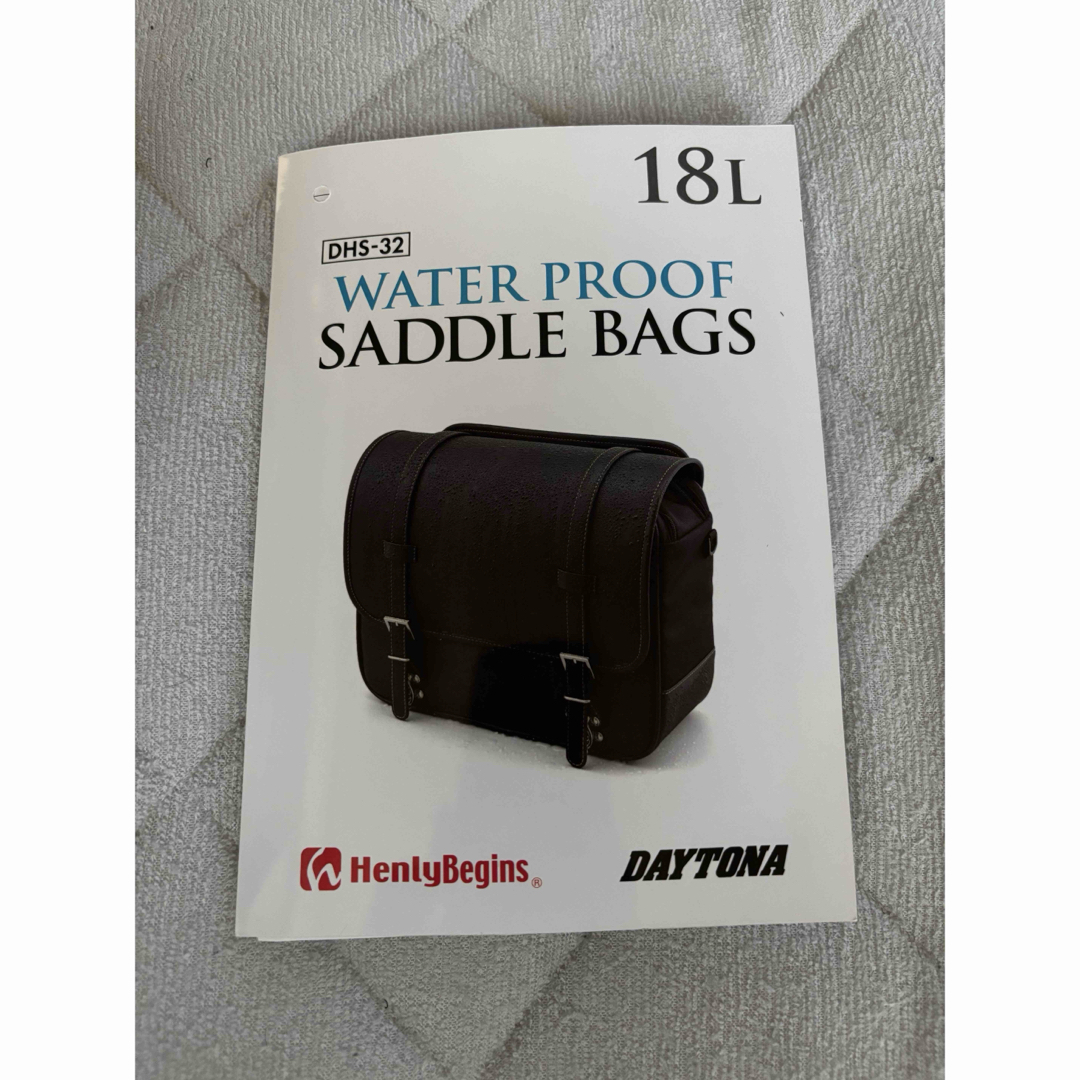 18L
DHS-32
WATER PROOF
SADDLE BAGS
HenlyBegins®
DAYTONA